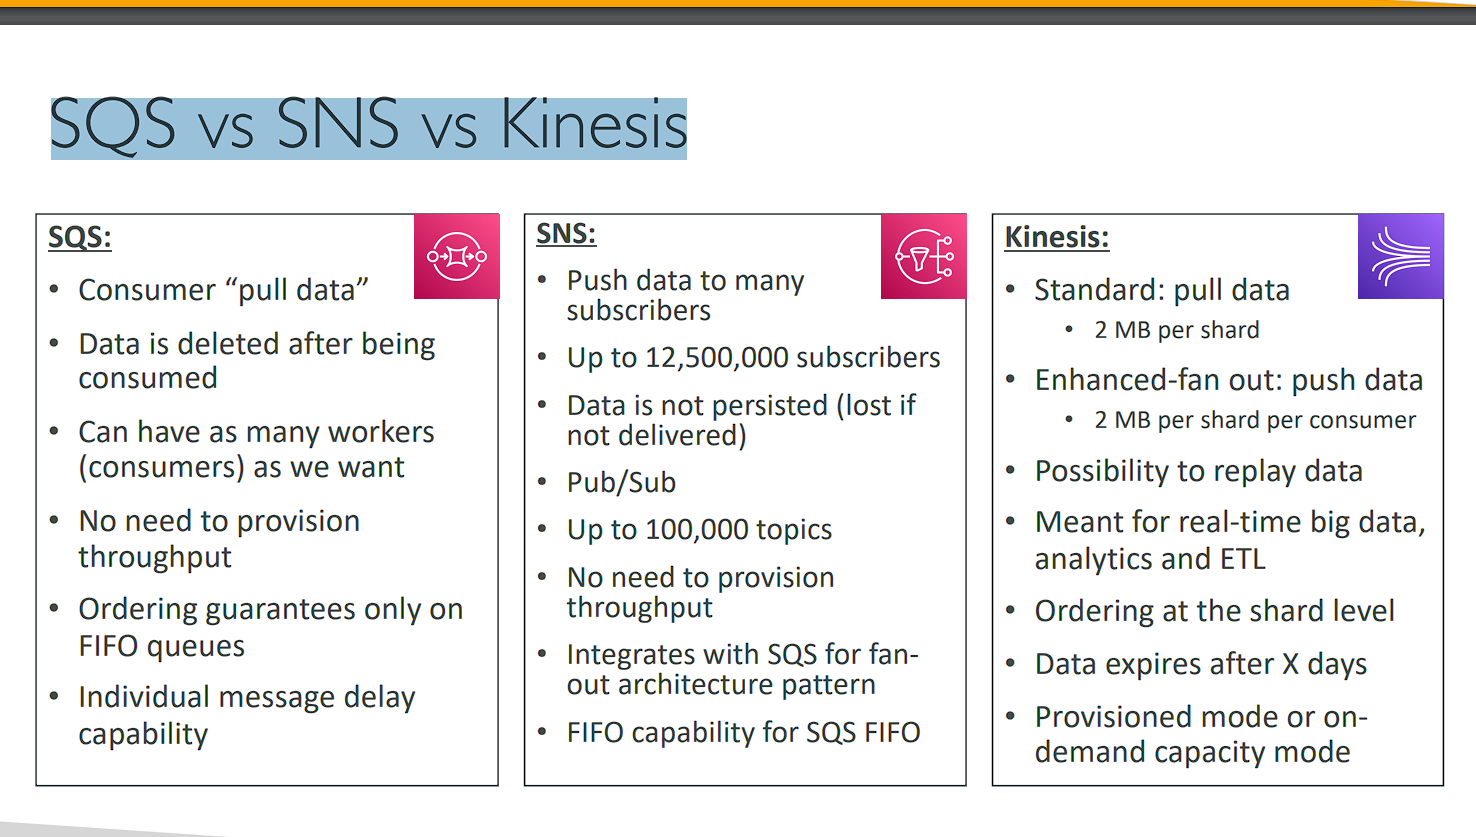 SQS vs SNS vs Kinesis
SQS:
• Consumer “pull data”
• Data is deleted after being
consumed
• Can have as many workers
(consumers) as we want
• No need to provision
throughput
• Ordering guarantees only on
FIFO queues
• Individual message delay
capability
SNS:
• Push data to many
subscribers
• Up to 12,500,000 subscribers
• Data is not persisted (lost if
not delivered)
• Pub/Sub
• Up to 100,000 topics
• No need to provision
throughput
• Integrates with SQS for fan-
out architecture pattern
• FIFO capability for SQS FIFO
Kinesis:
• Standard: pull data
• 2 MB per shard
• Enhanced-fan out: push data
• 2 MB per shard per consumer
• Possibility to replay data
• Meant for real-time big data,
analytics and ETL
• Ordering at the shard level
• Data expires after X days
• Provisioned mode or on-
demand capacity mode